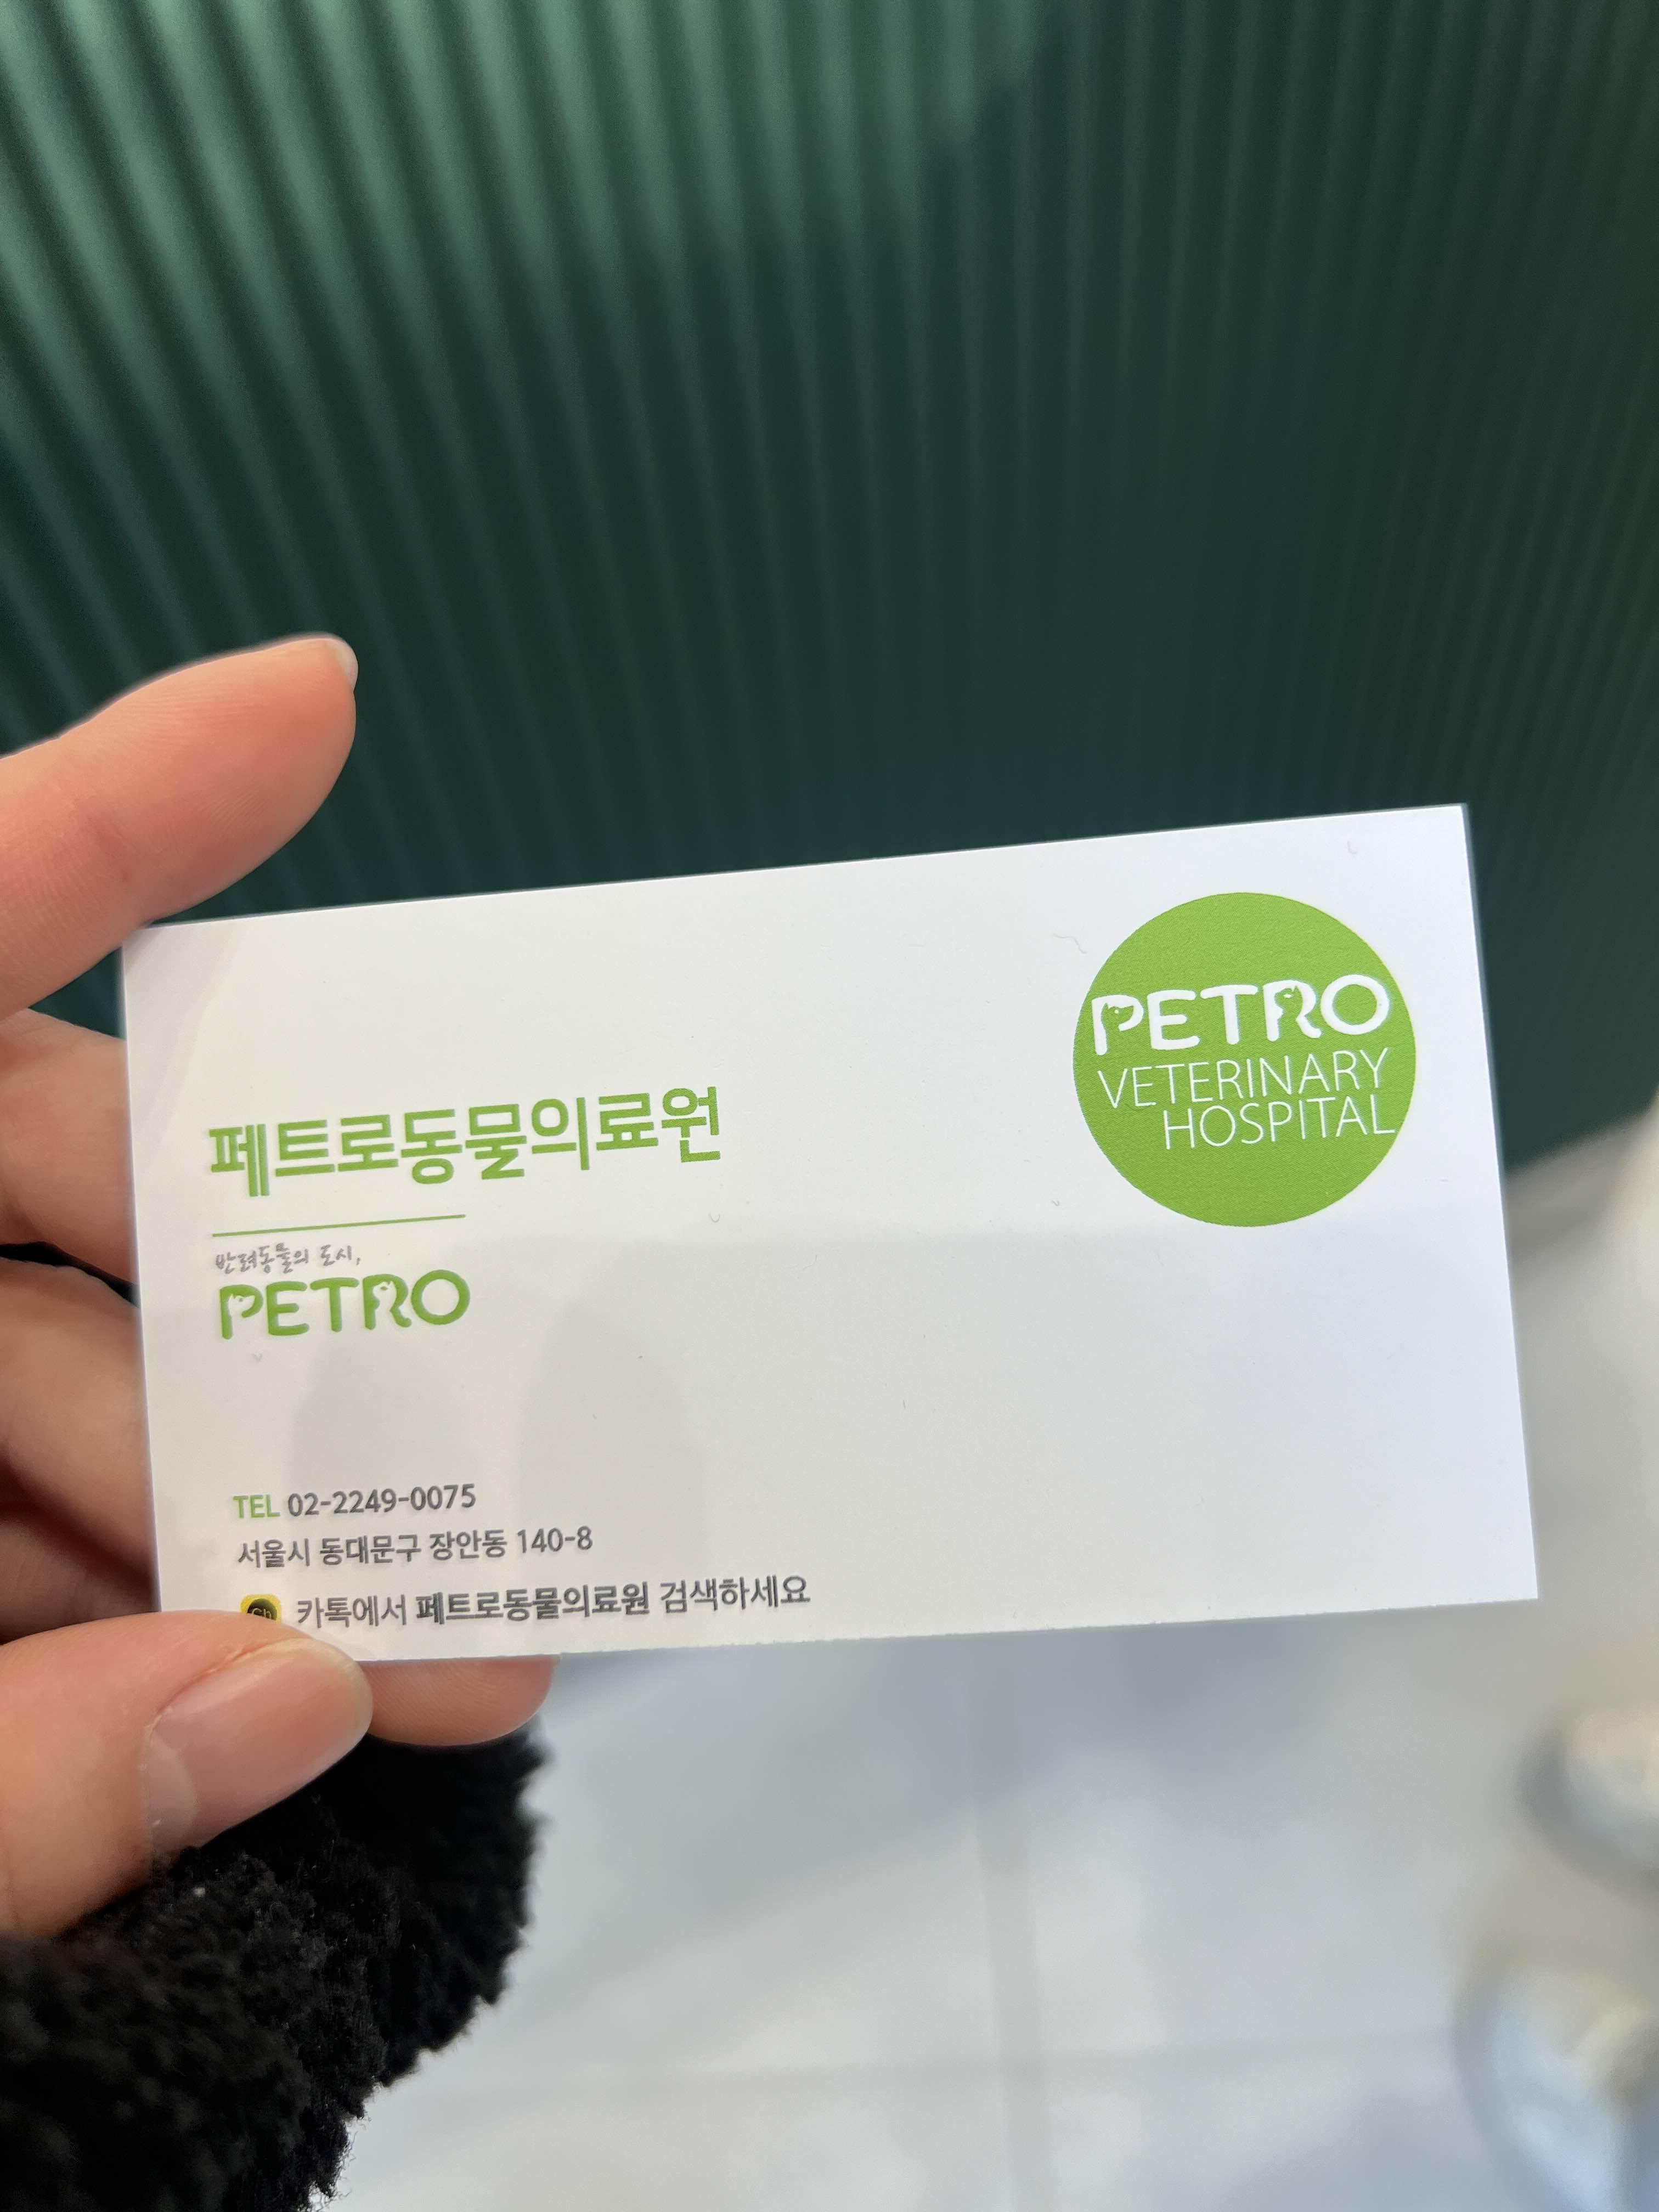 PETRO
VETERINARY
HOSPITAL
페트로동물의료원
반려동물의 도시,
PETRO
TEL 02-2249-0075
서울시 동대문구 장안동 140-8
Ch 카톡에서 페트로동물의료원 검색하세요